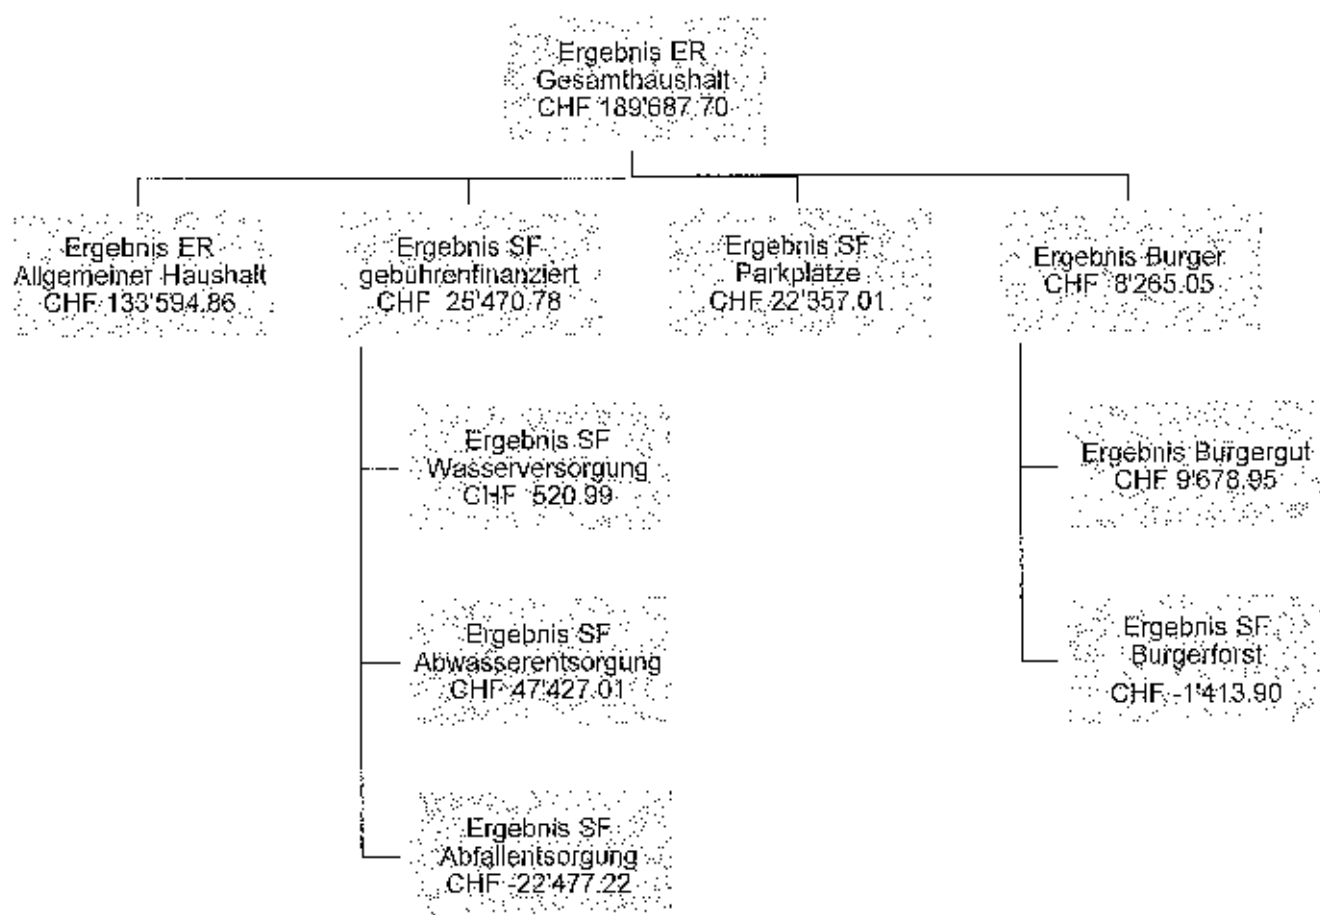 Ergebnis ER
Gesamthaushalt
CHF 189'687.70
Ergebnis ER
Allgemeiner Haushalt
CHF 133'594.86
Ergebnis SF
gebührenfinanziert
CHF 25'470.78
Ergebnis SF
Parkplätze
CHF 22'357.01
Ergebnis Burger
CHF 8'265.05
Ergebnis SF
Wasserversorgung
CHF 520.99
Ergebnis Burgergut
CHF 9'678.95
Ergebnis SF
Abwasserentsorgung
CHF 47'427.01
Ergebnis SF
Burgerforst
CHF -1'413.90
Ergebnis SF
Abfallentsorgung
CHF -22'477.22